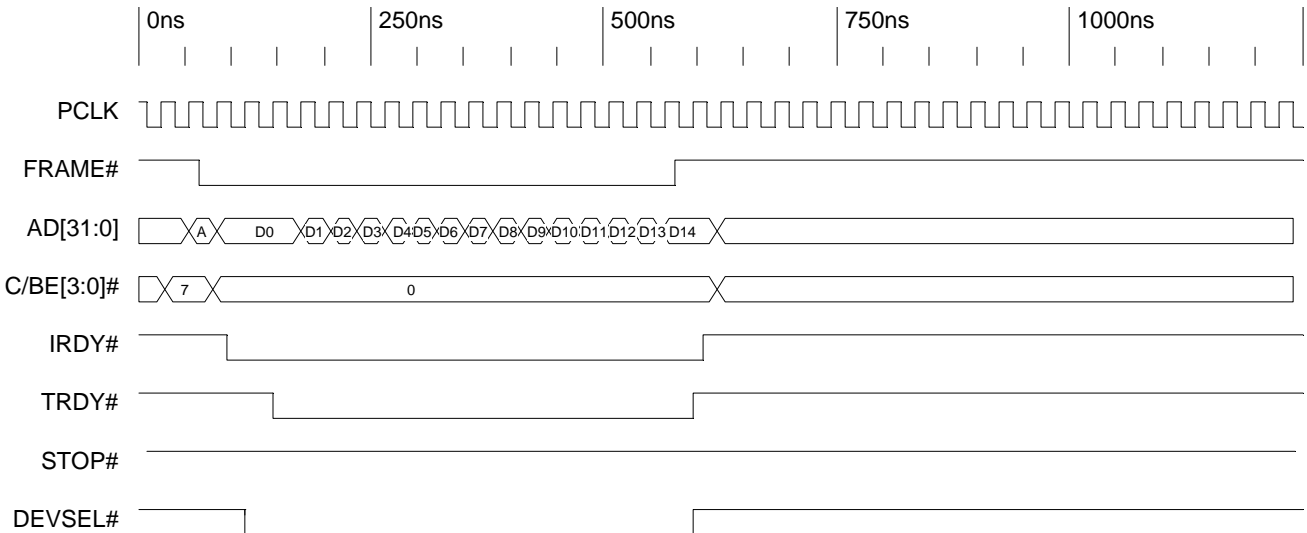 0ns 250ns 500ns 750ns 1000ns
PCLK
FRAME#
AD[31:0] A D0 D1 D2 D3 D4 D5 D6 D7 D8 D9 D10 D11 D12 D13 D14
C/BE[3:0]# 7 0
IRDY#
TRDY#
STOP#
DEVSEL#